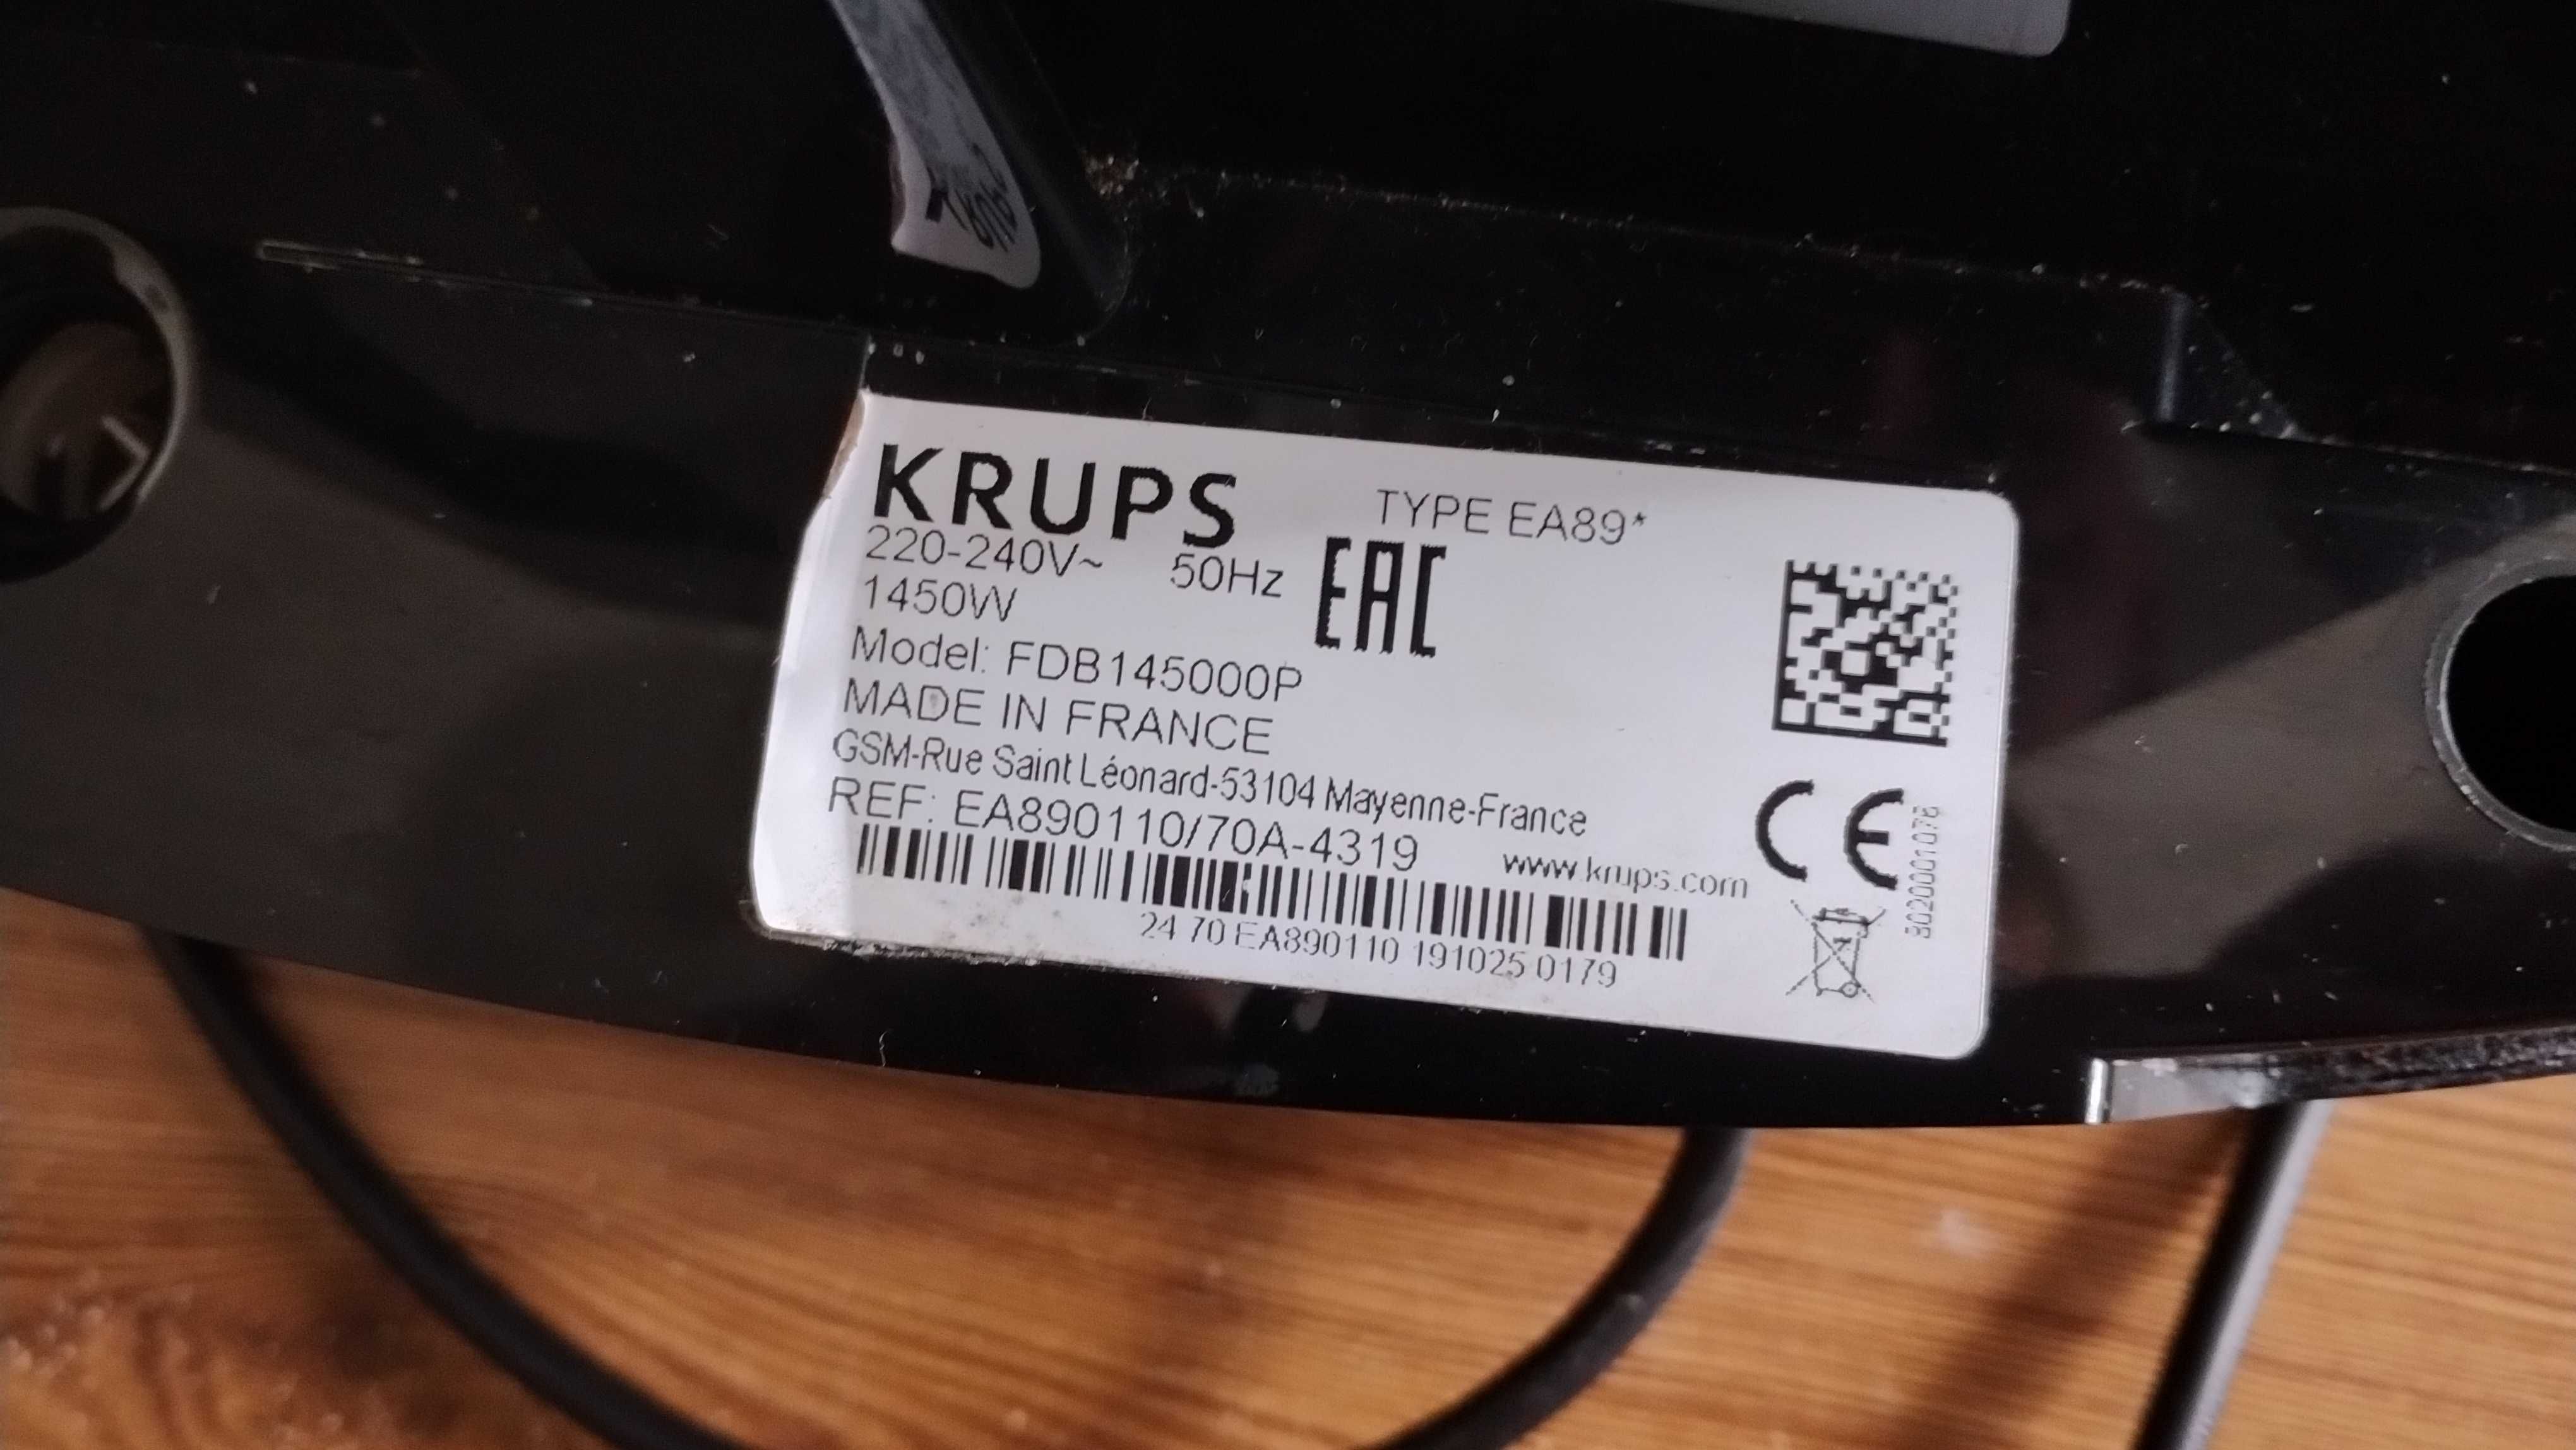 KRUPS
TYPE EA89*
220-240V~ 50Hz
EAC
1450W
Model: FDB145000P
MADE IN FRANCE
GSM-Rue Saint Léonard-53104 Mayenne-France
REF: EA890110/70A-4319
www.krups.com
CE
8020001076
24 70 EA890110 191025 0179